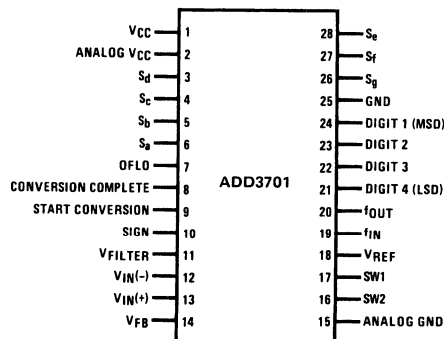 VCC 1
ANALOG VCC 2
Sd 3
Sc 4
Sb 5
Sa 6
OFLO 7
CONVERSION COMPLETE 8
START CONVERSION 9
SIGN 10
VFILTER 11
VIN(-) 12
VIN(+) 13
VFB 14
ADD3701
28 Se
27 Sf
26 Sg
25 GND
24 DIGIT 1 (MSD)
23 DIGIT 2
22 DIGIT 3
21 DIGIT 4 (LSD)
20 fOUT
19 fIN
18 VREF
17 SW1
16 SW2
15 ANALOG GND